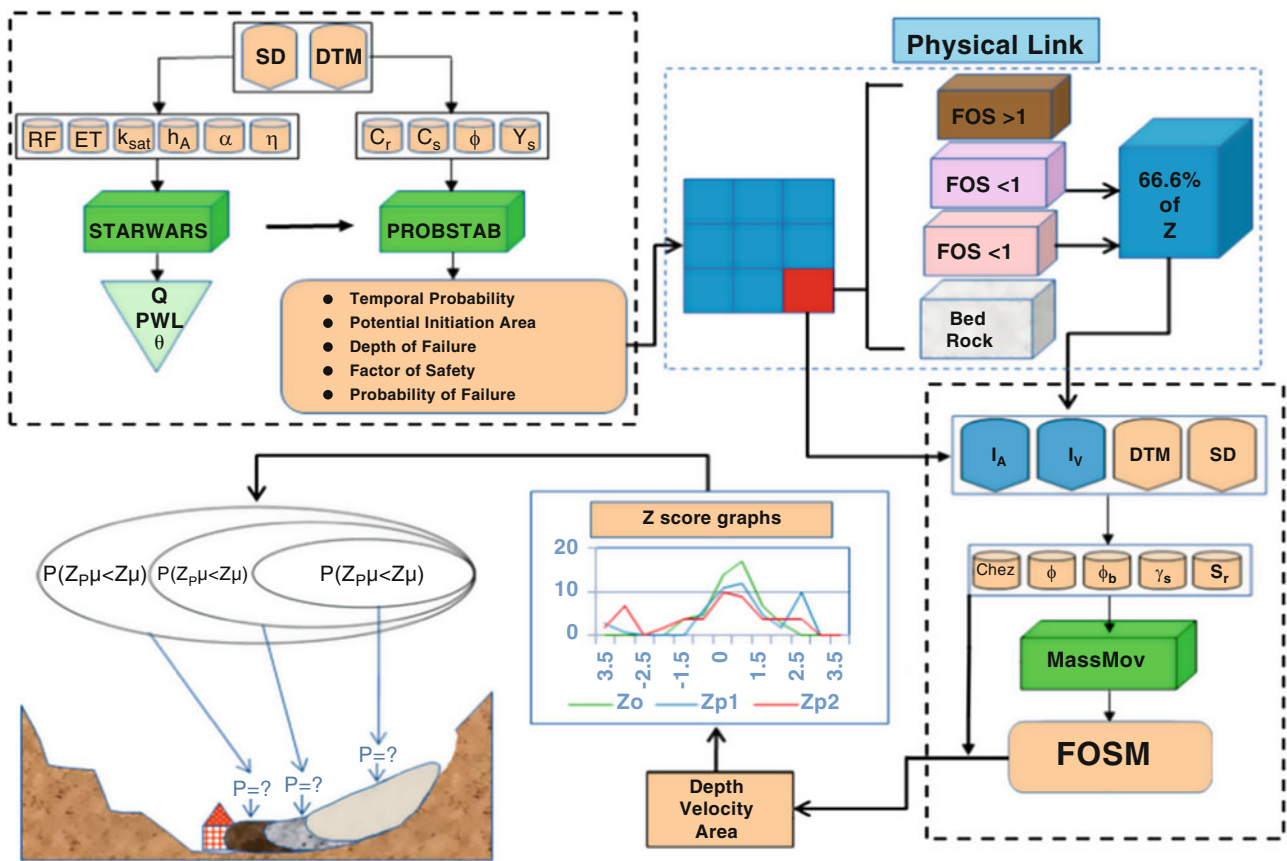 SD DTM
RF ET k_sat h_A α η
C_r C_s ϕ Y_s
STARWARS
PROBSTAB
Q
PWL
θ
● Temporal Probability
● Potential Initiation Area
● Depth of Failure
● Factor of Safety
● Probability of Failure
Physical Link
FOS >1
FOS <1
FOS <1
Bed
Rock
66.6%
of
Z
I_A I_V DTM SD
Chez ϕ ϕ_b γ_s S_r
MassMov
FOSM
Depth
Velocity
Area
Z score graphs
20
10
0
3.5 -2.5 -1.5 0 1.5 2.5 3.5
Zo Zp1 Zp2
P(Z_Pμ<Zμ) P(Z_Pμ<Zμ) P(Z_Pμ<Zμ)
P=?
P=?
P=?